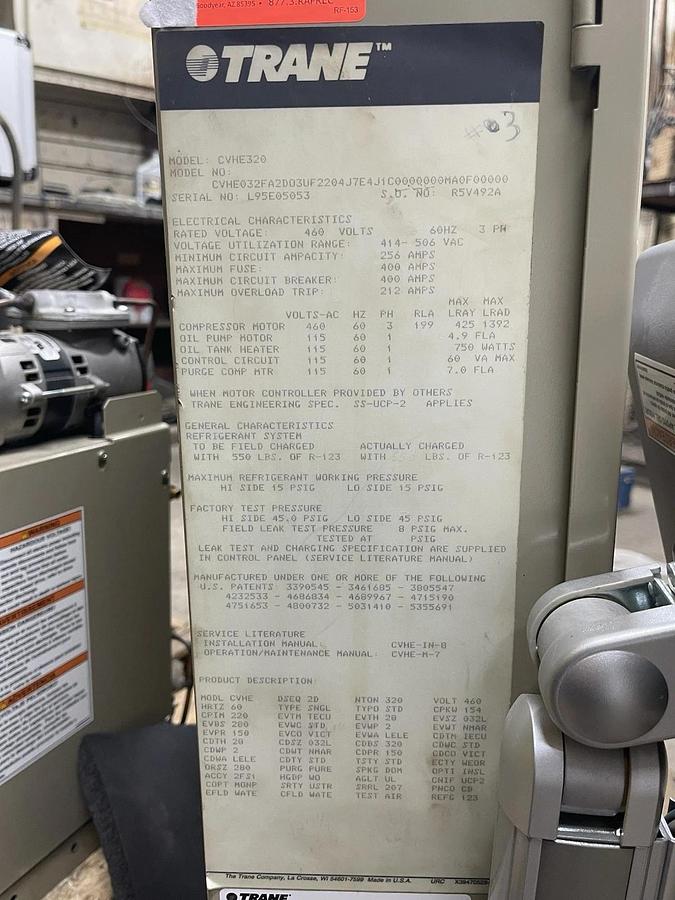 Goodyear, AZ 85395 • 877.3.RAPREC
RF-153
TRANE™
#03
MODEL: CVHE320
MODEL NO:
CVHE032FA2D03UF2204J7E4J1C0000000MA0F00000
SERIAL NO: L95E05053 S.O. NO: R5V492A
ELECTRICAL CHARACTERISTICS
RATED VOLTAGE: 460 VOLTS 60HZ 3 PH
VOLTAGE UTILIZATION RANGE: 414- 506 VAC
MINIMUM CIRCUIT AMPACITY: 256 AMPS
MAXIMUM FUSE: 400 AMPS
MAXIMUM CIRCUIT BREAKER: 400 AMPS
MAXIMUM OVERLOAD TRIP: 212 AMPS
MAX MAX
VOLTS-AC HZ PH RLA LRAY LRAD
COMPRESSOR MOTOR 460 60 3 199 425 1392
OIL PUMP MOTOR 115 60 1 4.9 FLA
OIL TANK HEATER 115 60 1 750 WATTS
CONTROL CIRCUIT 115 60 1 60 VA MAX
PURGE COMP MTR 115 60 1 7.0 FLA
WHEN MOTOR CONTROLLER PROVIDED BY OTHERS
TRANE ENGINEERING SPEC. SS-UCP-2 APPLIES
GENERAL CHARACTERISTICS
REFRIGERANT SYSTEM
TO BE FIELD CHARGED ACTUALLY CHARGED
WITH 550 LBS. OF R-123 WITH LBS. OF R-123
MAXIMUM REFRIGERANT WORKING PRESSURE
HI SIDE 15 PSIG LO SIDE 15 PSIG
FACTORY TEST PRESSURE
HI SIDE 45.0 PSIG LO SIDE 45 PSIG
FIELD LEAK TEST PRESSURE 8 PSIG MAX.
TESTED AT PSIG
LEAK TEST AND CHARGING SPECIFICATION ARE SUPPLIED
IN CONTROL PANEL (SERVICE LITERATURE MANUAL)
MANUFACTURED UNDER ONE OR MORE OF THE FOLLOWING
U.S. PATENTS: 3390545 - 3461685 - 3805547
4232533 - 4686834 - 4689967 - 4715190
4751653 - 4800732 - 5031410 - 5355691
SERVICE LITERATURE
INSTALLATION MANUAL: CVHE-IN-8
OPERATION/MAINTENANCE MANUAL: CVHE-M-7
PRODUCT DESCRIPTION:
MODL CVHE DSEQ 2D NTON 320 VOLT 460
HRTZ 60 TYPE SNGL TYPO STD CPKW 154
CPIM 220 EVTM TECU EVTH 28 EVSZ 032L
EVBS 280 EVWC STD EVWP 2 EVWT NMAR
EVPR 150 EVCO VICT EVWA LELE CDTM IECU
CDTH 28 CDSZ 032L CDBS 320 CDWC STD
CDWP 2 CDWT NMAR CDPR 150 CDCO VICT
CDWA LELE CDTY STD TSTY STD ECTY WEOR
ORSZ 280 PURG PURE SPKG DOM OPTI INSL
ACCY 2FS1 HGDP WO AGLT UL CNIF UCP2
COPT MONP SRTY USTR SRRL 207 PNCO CD
EFLD WATE CFLD WATE TEST AIR REFG 123
The Trane Company, La Crosse, WI 54601-7599 Made in U.S.A. URC
TRANE™